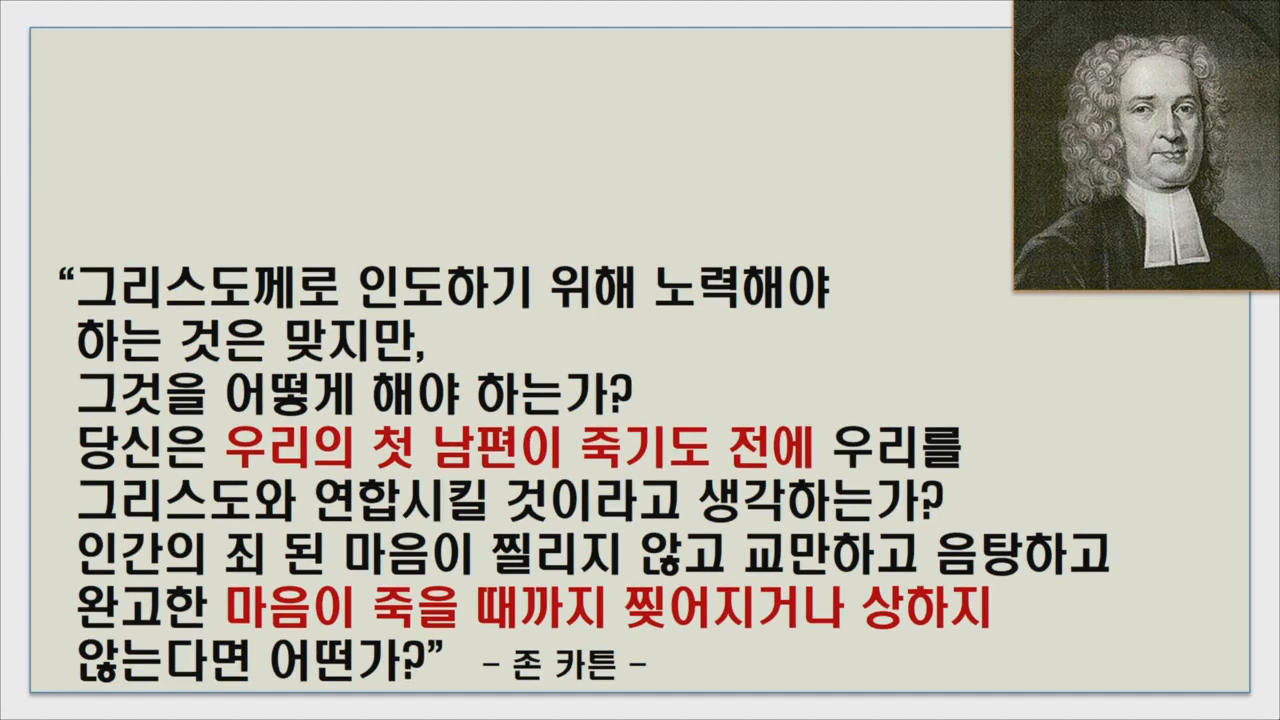 “그리스도께로 인도하기 위해 노력해야
하는 것은 맞지만,
그것을 어떻게 해야 하는가?
당신은 우리의 첫 남편이 죽기도 전에 우리를
그리스도와 연합시킬 것이라고 생각하는가?
인간의 죄 된 마음이 찔리지 않고 교만하고 음탕하고
완고한 마음이 죽을 때까지 찢어지거나 상하지
않는다면 어떤가?” – 존 카튼 –